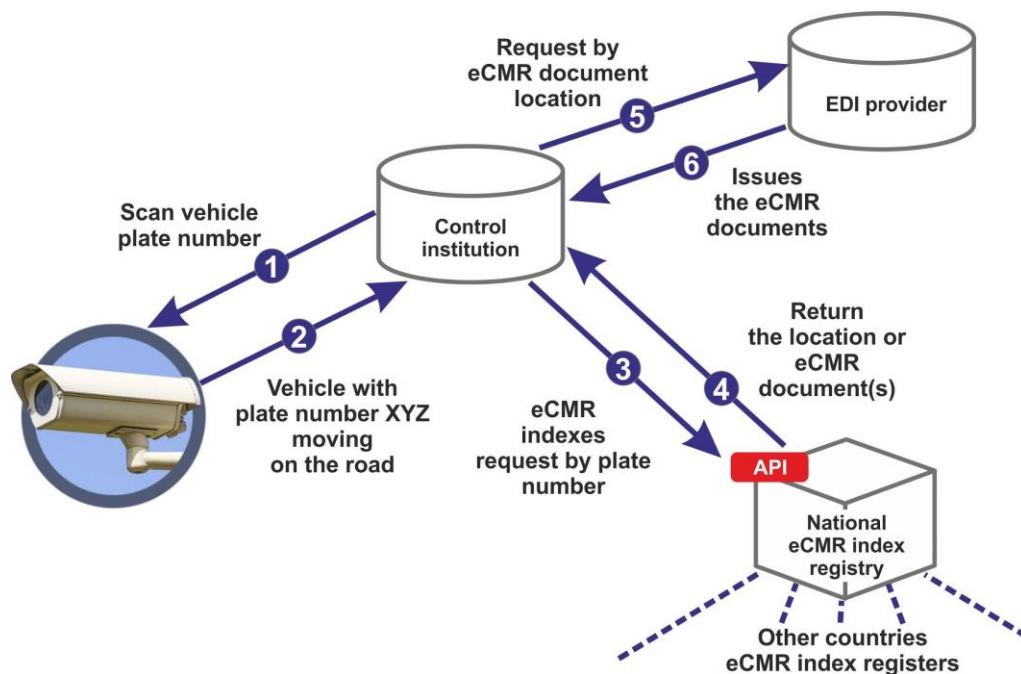 Request by
eCMR document
location
5
EDI provider
6
Issues
the eCMR
documents
Scan vehicle
plate number
1
Control
institution
2
Vehicle with
plate number XYZ
moving
on the road
3
eCMR
indexes
request by plate
number
4
Return
the location or
eCMR
document(s)
API
National
eCMR index
registry
Other countries
eCMR index registers